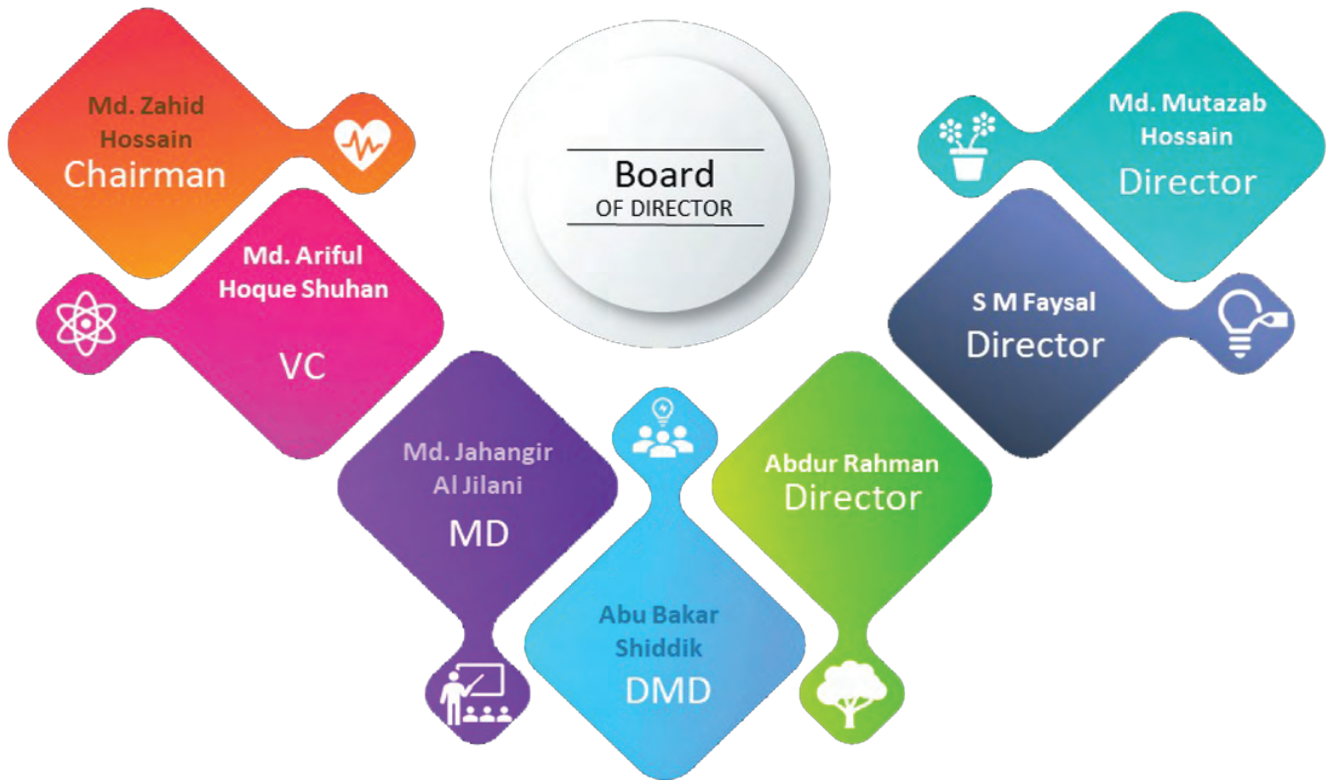 Board
OF DIRECTOR
Md. Zahid
Hossain
Chairman
Md. Ariful
Hoque Shuhan
VC
Md. Jahangir
Al Jilani
MD
Abu Bakar
Shiddik
DMD
Abdur Rahman
Director
S M Faysal
Director
Md. Mutazab
Hossain
Director